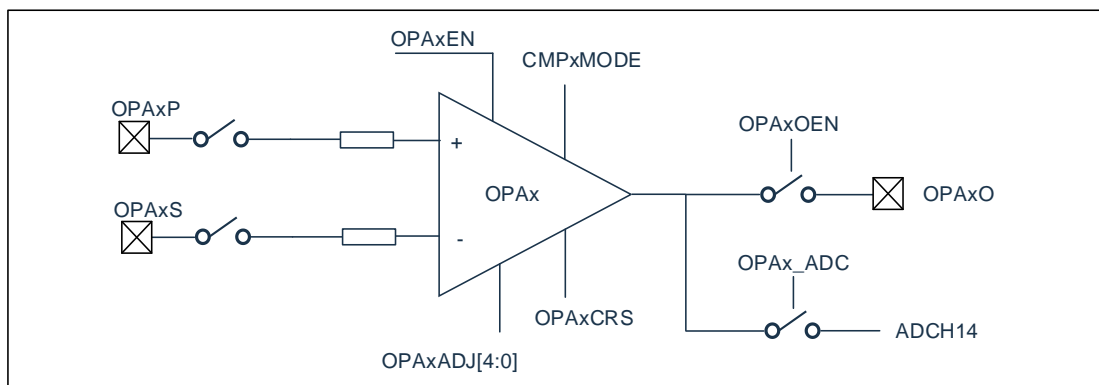 OPAxEN
CMPxMODE
OPAxP
OPAxOEN
+
OPAx
OPAxO
OPAxS
-
OPAx_ADC
OPAxCRS
ADCH14
OPAxADJ[4:0]